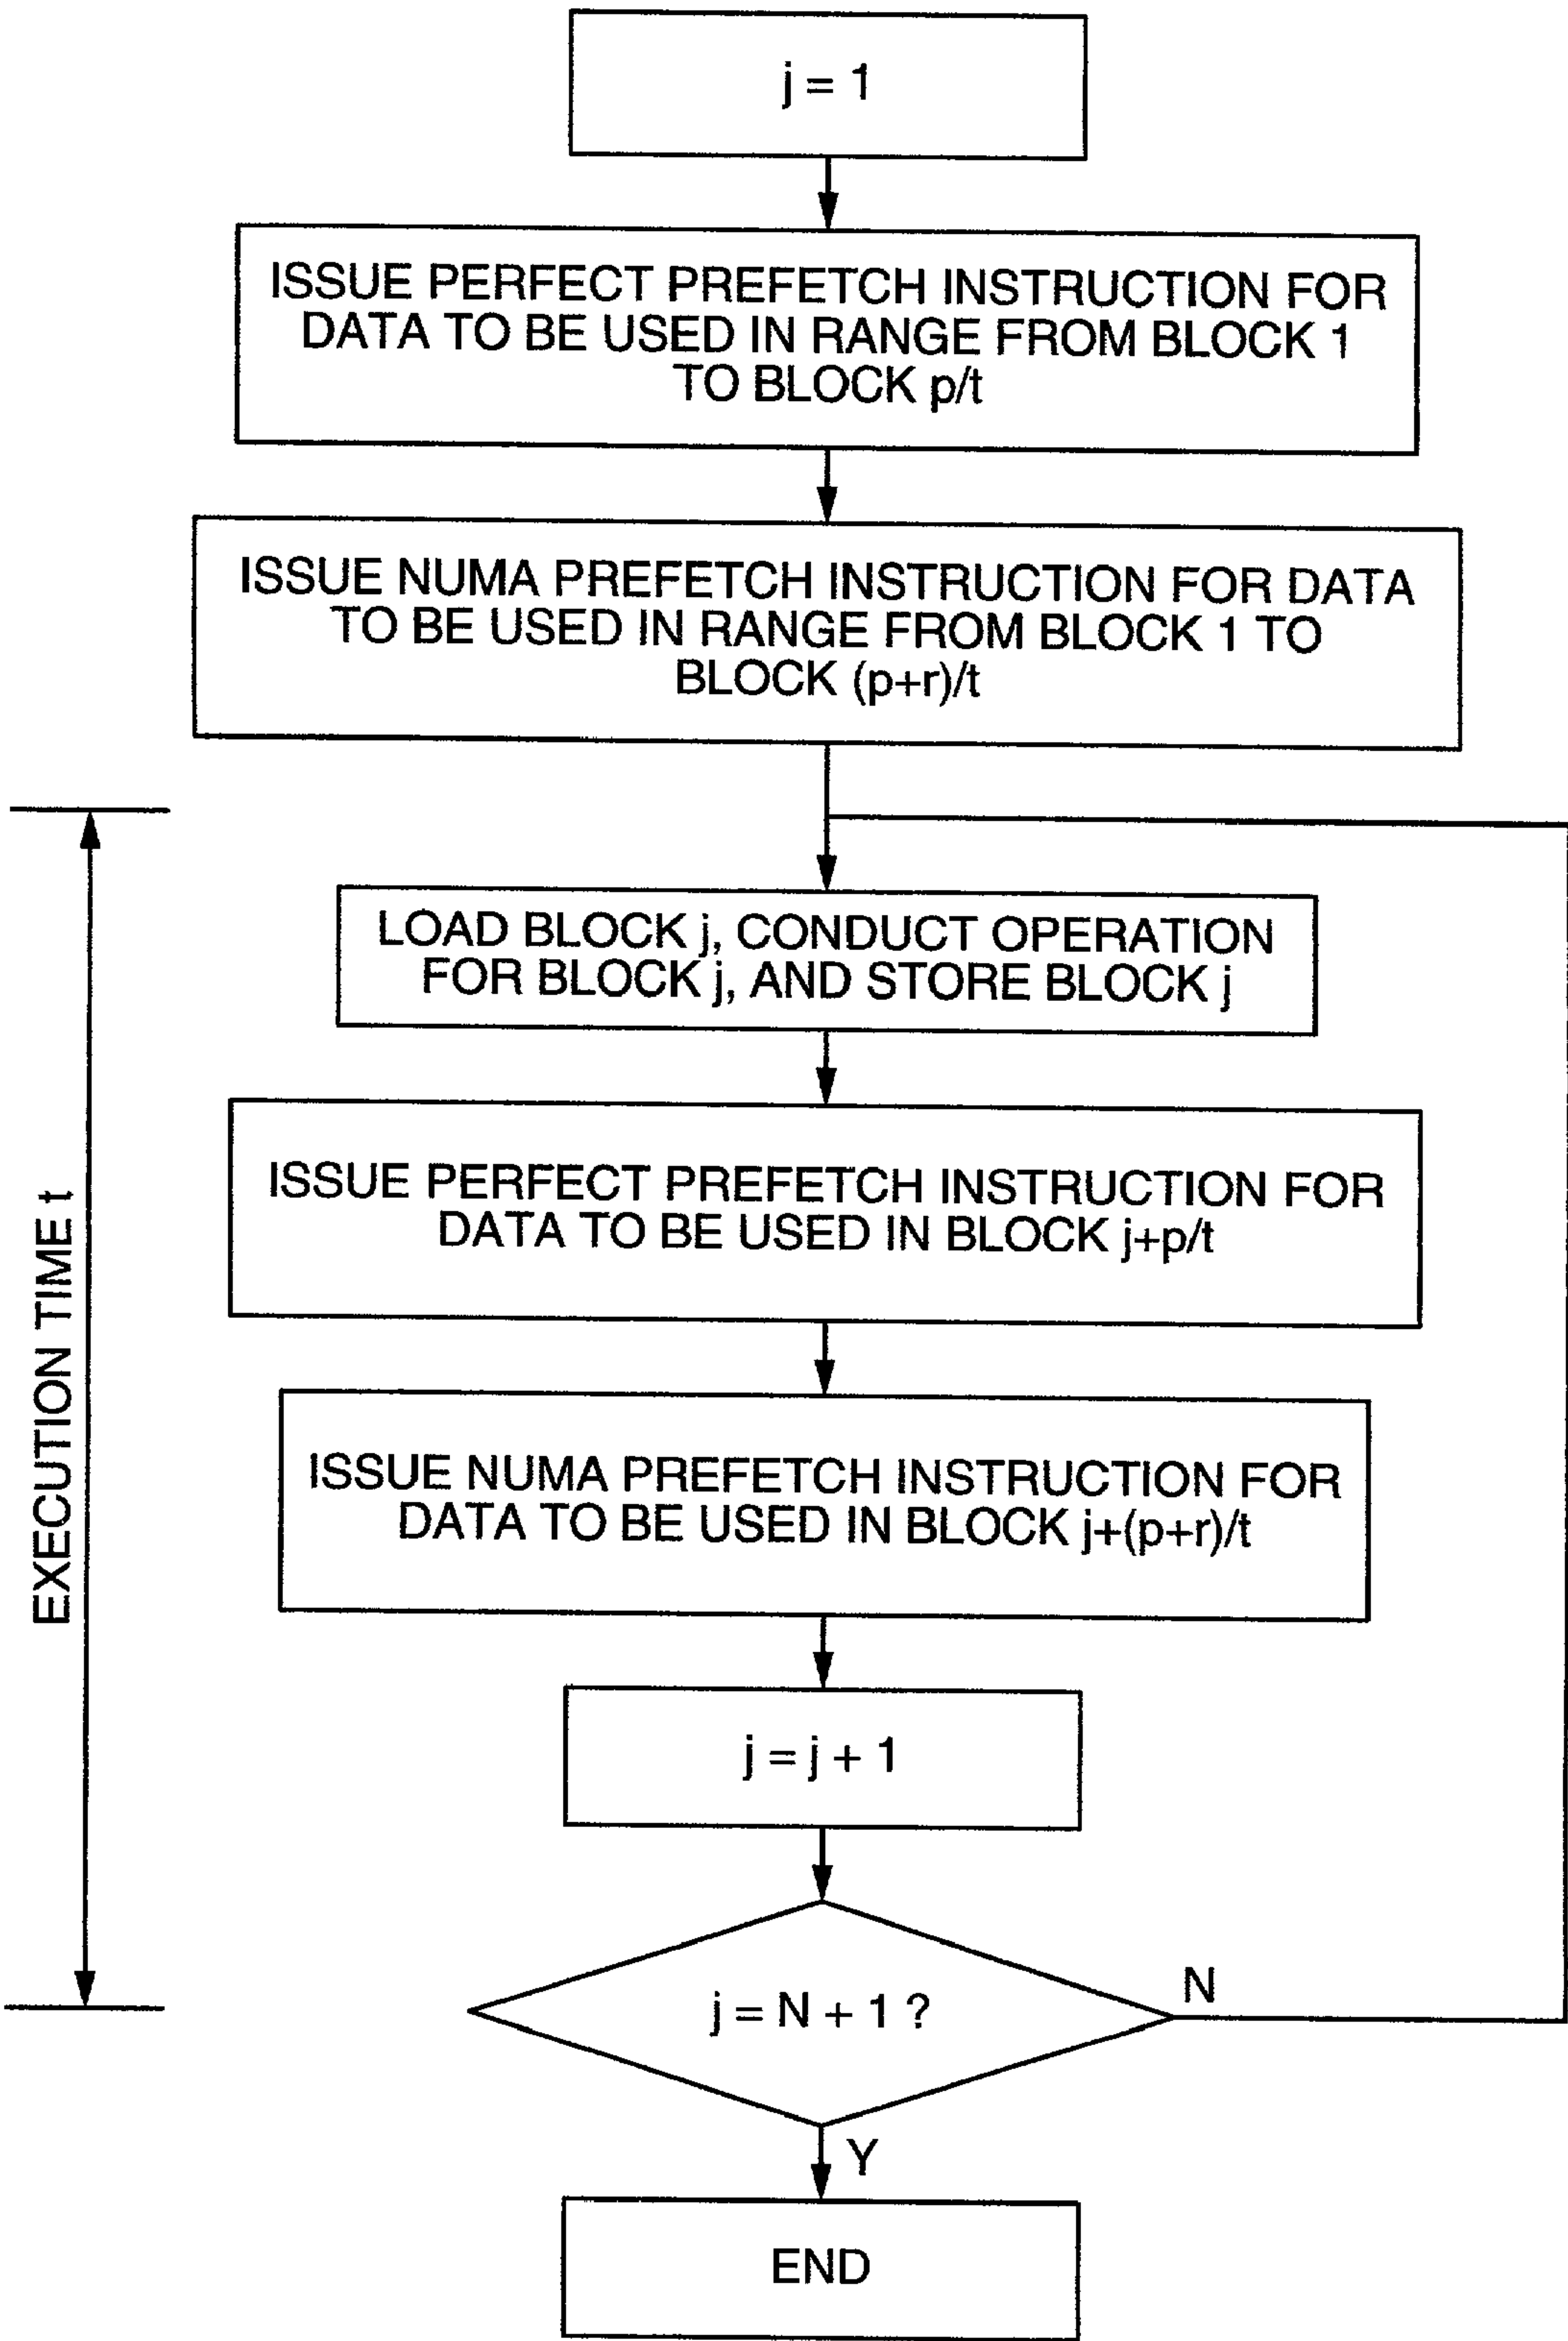 j = 1
ISSUE PERFECT PREFETCH INSTRUCTION FOR
DATA TO BE USED IN RANGE FROM BLOCK 1
TO BLOCK p/t
ISSUE NUMA PREFETCH INSTRUCTION FOR DATA
TO BE USED IN RANGE FROM BLOCK 1 TO
BLOCK (p+r)/t
LOAD BLOCK j, CONDUCT OPERATION
FOR BLOCK j, AND STORE BLOCK j
ISSUE PERFECT PREFETCH INSTRUCTION FOR
DATA TO BE USED IN BLOCK j+p/t
EXECUTION TIME t
ISSUE NUMA PREFETCH INSTRUCTION FOR
DATA TO BE USED IN BLOCK j+(p+r)/t
j = j + 1
j = N + 1 ?
N
Y
END